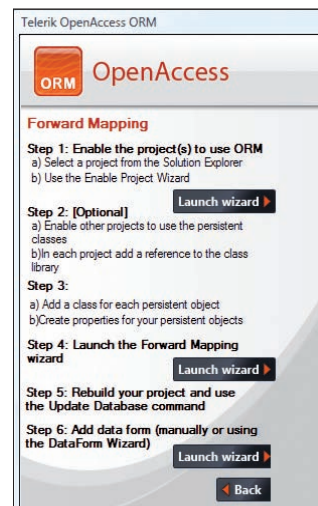 Telerik OpenAccess ORM
ORM
OpenAccess
Forward Mapping
Step 1: Enable the project(s) to use ORM
a) Select a project from the Solution Explorer
b) Use the Enable Project Wizard
Launch wizard
Step 2: [Optional]
a) Enable other projects to use the persistent
classes
b)In each project add a reference to the class
library
Step 3:
a) Add a class for each persistent object
b)Create properties for your persistent objects
Step 4: Launch the Forward Mapping
wizard
Launch wizard
Step 5: Rebuild your project and use
the Update Database command
Step 6: Add data form (manually or using
the DataForm Wizard)
Launch wizard
Back